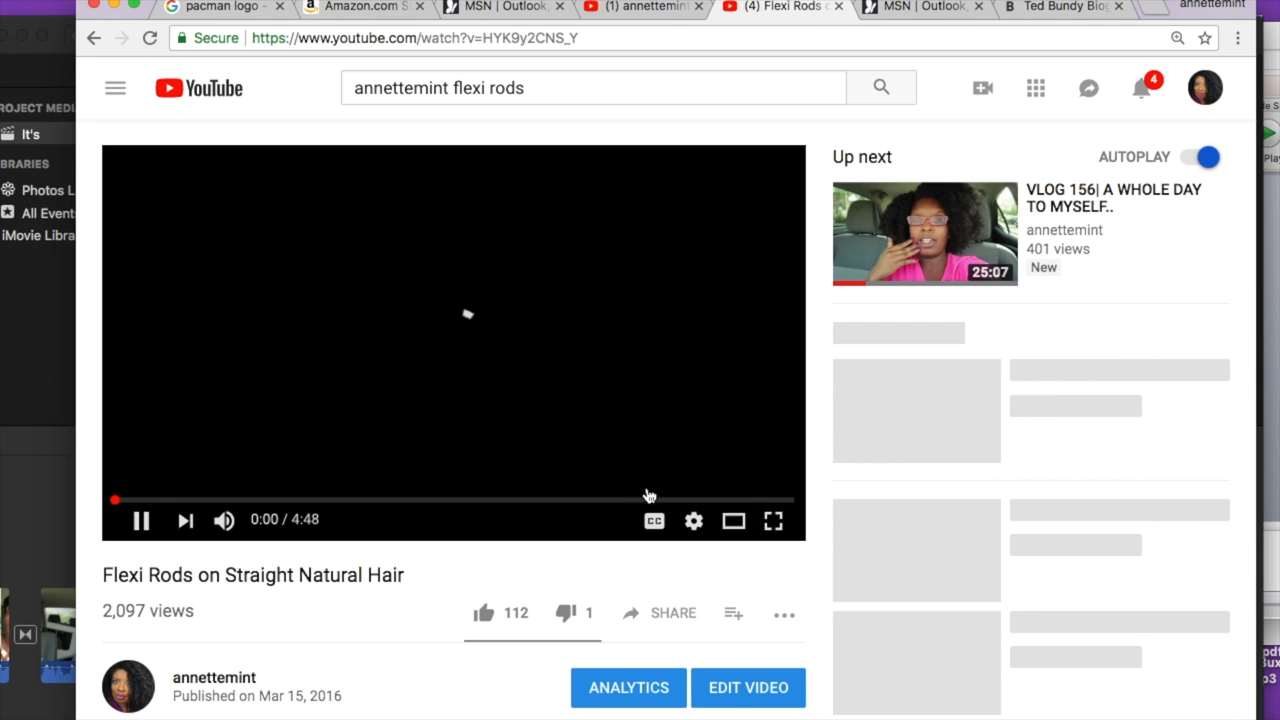 pacman logo -
Amazon.com S
MSN | Outlook,
(1) annettemint
(4) Flexi Rods o
MSN | Outlook,
B Ted Bundy Biog
annettemint
Secure https://www.youtube.com/watch?v=HYK9y2CNS_Y
YouTube
annettemint flexi rods
4
ROJECT MEDI
It's
BRARIES
Photos L
All Event
iMovie Libra
Up next
AUTOPLAY
VLOG 156| A WHOLE DAY
TO MYSELF..
annettemint
401 views
New
25:07
0:00 / 4:48
CC
Flexi Rods on Straight Natural Hair
2,097 views
112
1
SHARE
annettemint
Published on Mar 15, 2016
ANALYTICS
EDIT VIDEO
Play